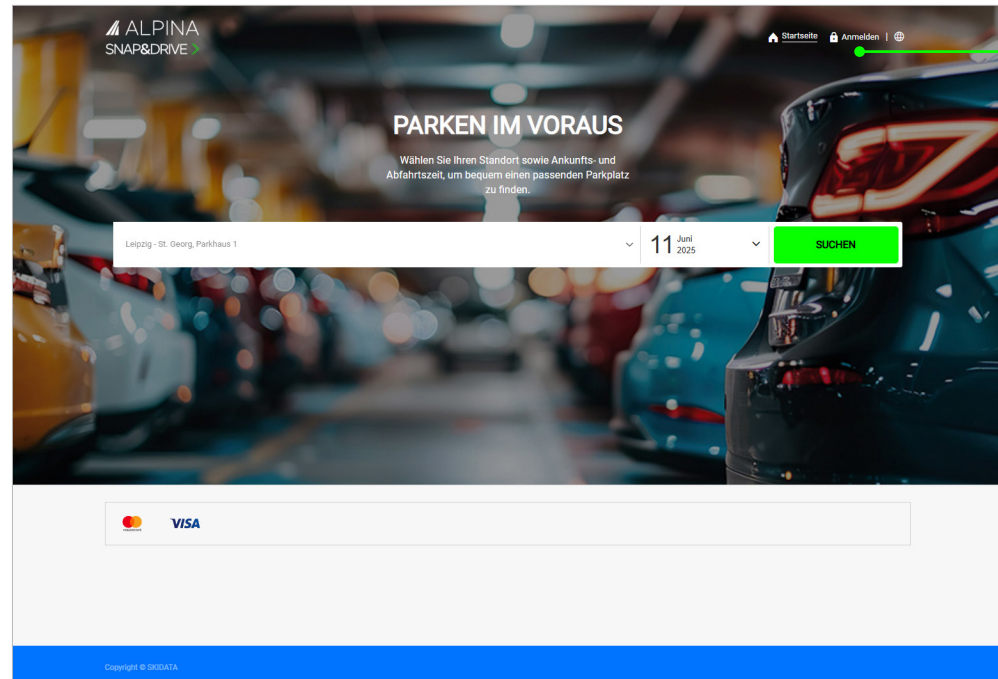 ALPINA
SNAP&DRIVE >
Startseite Anmelden |
PARKEN IM VORAUS
Wählen Sie Ihren Standort sowie Ankunfts- und
Abfahrtszeit, um bequem einen passenden Parkplatz
zu finden.
Leipzig - St. Georg, Parkhaus 1
11 Juni 2025
SUCHEN
VISA
Copyright © SKIDATA